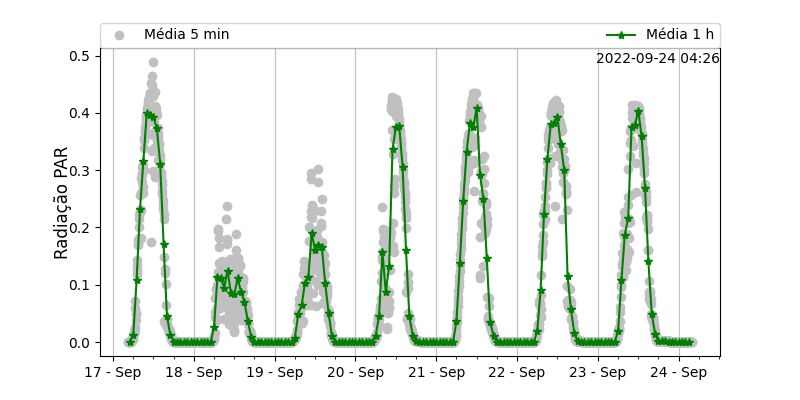 Média 5 min
Média 1 h
2022-09-24 04:26
Radiação PAR
0.5
0.4
0.3
0.2
0.1
0.0
17 - Sep
18 - Sep
19 - Sep
20 - Sep
21 - Sep
22 - Sep
23 - Sep
24 - Sep